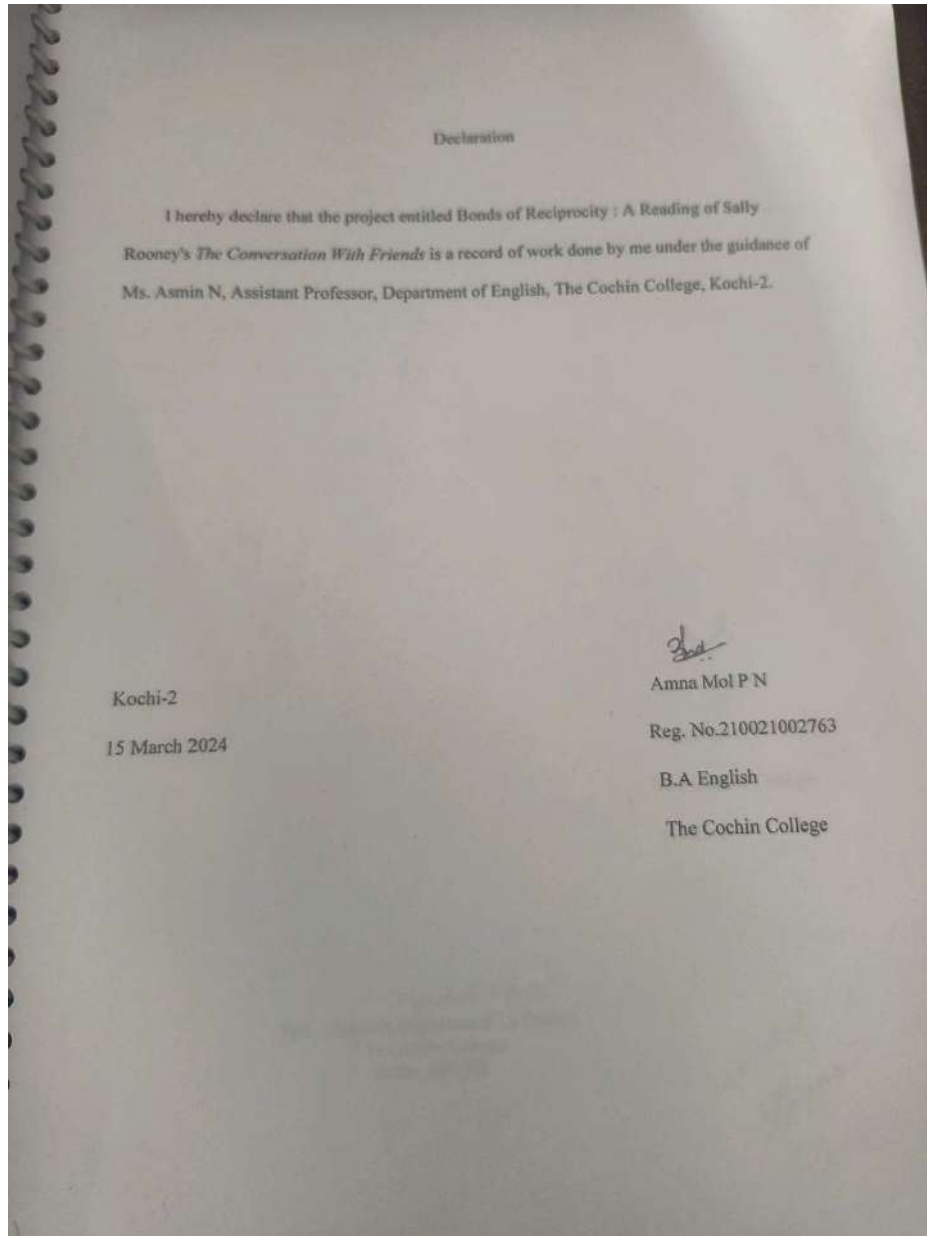 Declaration
I hereby declare that the project entitled Bonds of Reciprocity : A Reading of Sally
Rooney's The Conversation With Friends is a record of work done by me under the guidance of
Ms. Asmin N, Assistant Professor, Department of English, The Cochin College, Kochi-2.
Kochi-2
15 March 2024
Amna Mol P N
Reg. No.210021002763
B.A English
The Cochin College